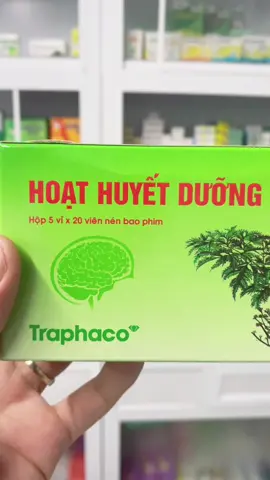 HOẠT HUYẾT DƯỠNG
Hộp 5 vỉ x 20 viên nén bao phim
Traphaco